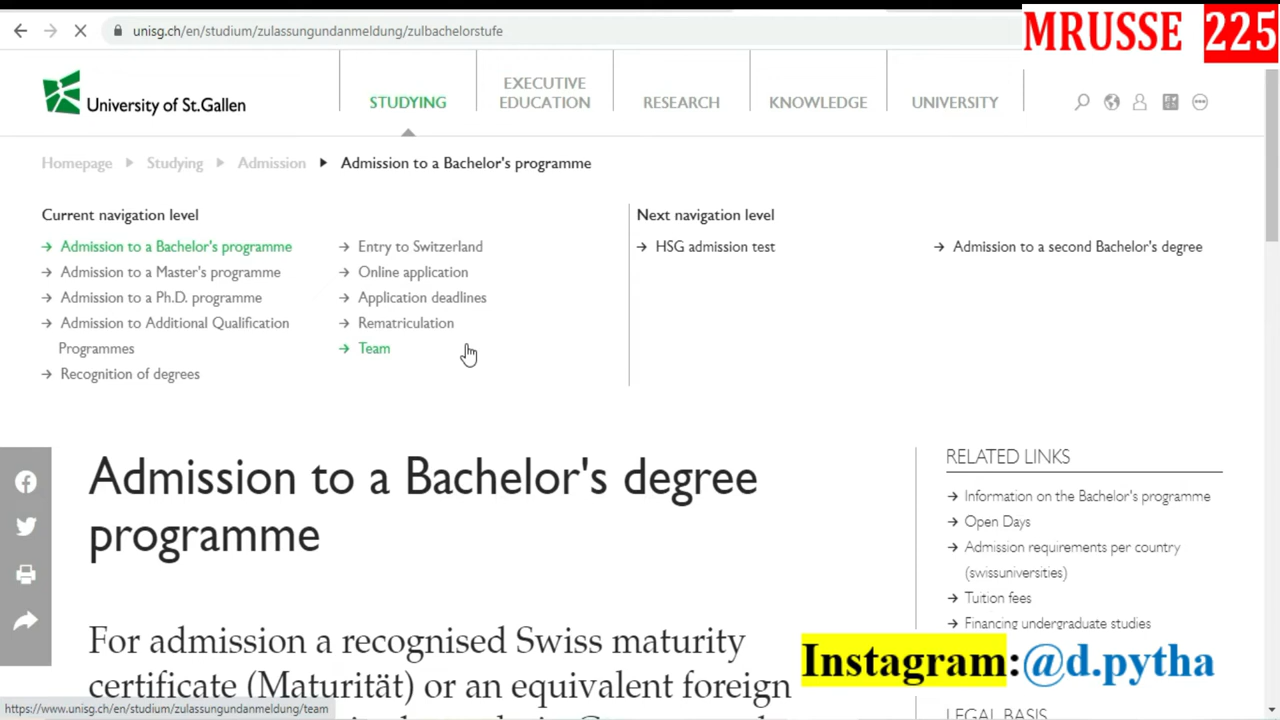 unisg.ch/en/studium/zulassungundanmeldung/zulbachelorstufe
MRUSSE 225
University of St.Gallen
STUDYING
EXECUTIVE
EDUCATION
RESEARCH
KNOWLEDGE
UNIVERSITY
Homepage
Studying
Admission
Admission to a Bachelor's programme
Current navigation level
Admission to a Bachelor's programme
Admission to a Master's programme
Admission to a Ph.D. programme
Admission to Additional Qualification
Programmes
Recognition of degrees
Entry to Switzerland
Online application
Application deadlines
Rematriculation
Team
Next navigation level
HSG admission test
Admission to a second Bachelor's degree
Admission to a Bachelor's degree
programme
For admission a recognised Swiss maturity
certificate (Maturität) or an equivalent foreign
RELATED LINKS
Information on the Bachelor's programme
Open Days
Admission requirements per country
(swissuniversities)
Tuition fees
Financing undergraduate studies
Instagram:@d.pytha
LEGAL BASIS
https://www.unisg.ch/en/studium/zulassungundanmeldung/team